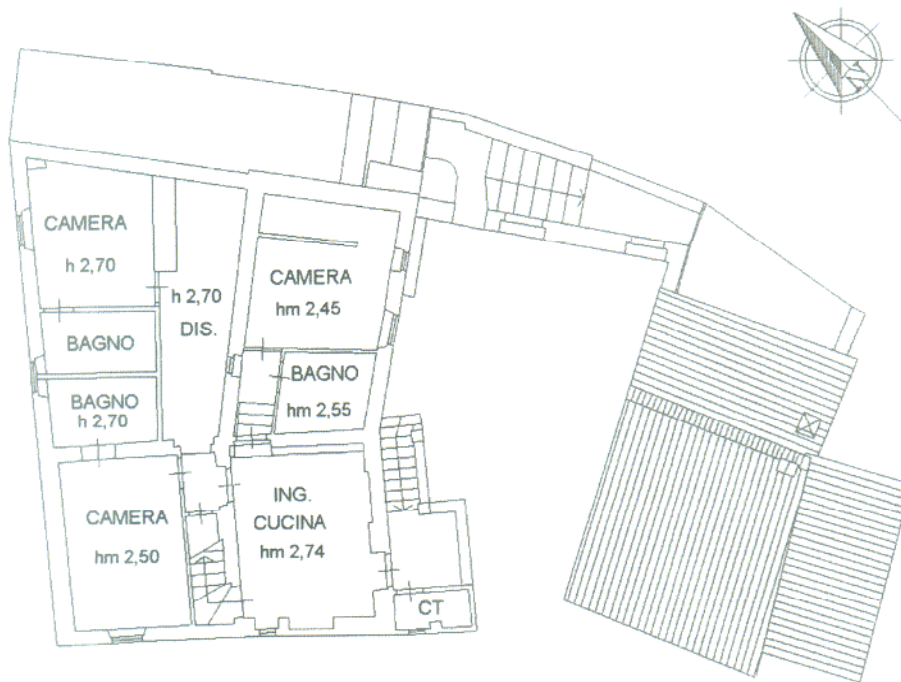 N
CAMERA
h 2,70
h 2,70
DIS.
CAMERA
hm 2,45
BAGNO
BAGNO
hm 2,55
BAGNO
h 2,70
CAMERA
hm 2,50
ING.
CUCINA
hm 2,74
CT